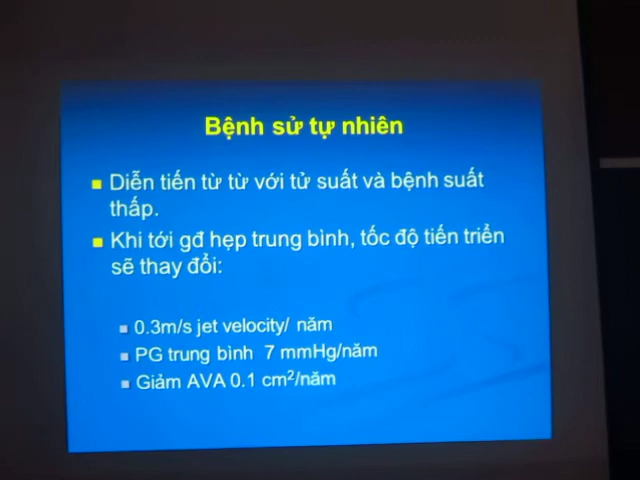 Bệnh sử tự nhiên
Diễn tiến từ từ với tử suất và bệnh suất
thấp.
Khi tới gđ hẹp trung bình, tốc độ tiến triển
sẽ thay đổi:
0.3m/s jet velocity/ năm
PG trung bình 7 mmHg/năm
Giảm AVA 0.1 cm²/năm